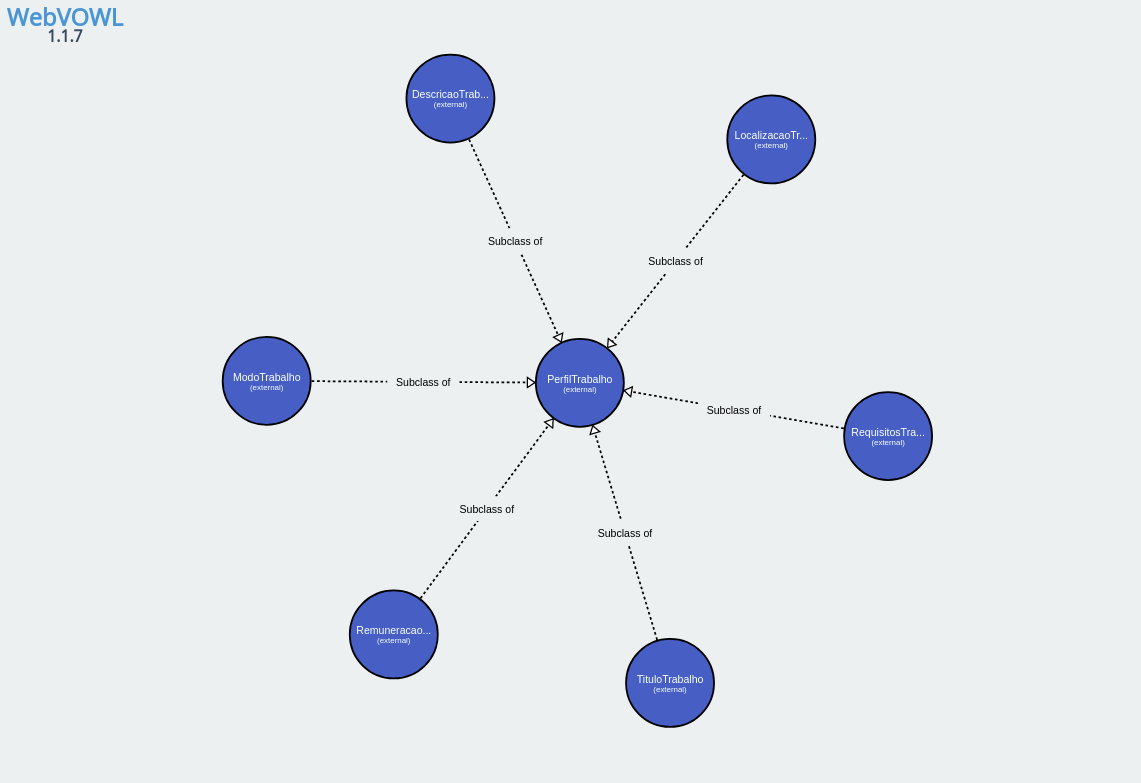 WebVOWL
1.1.7
DescricaoTrab...
(external)
LocalizacaoTr...
(external)
Subclass of
Subclass of
ModoTrabalho
(external)
Subclass of
PerfilTrabalho
(external)
Subclass of
RequisitosTra...
(external)
Subclass of
Subclass of
Remuneracao...
(external)
TituloTrabalho
(external)